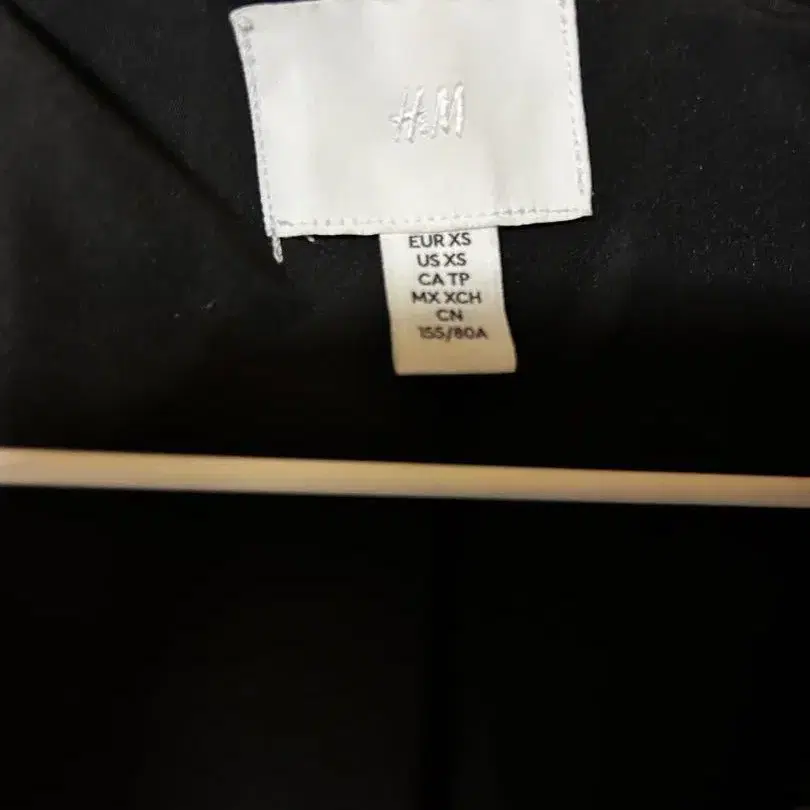 H&M
EUR XS
US XS
CA TP
MX XCH
CN
155/80A